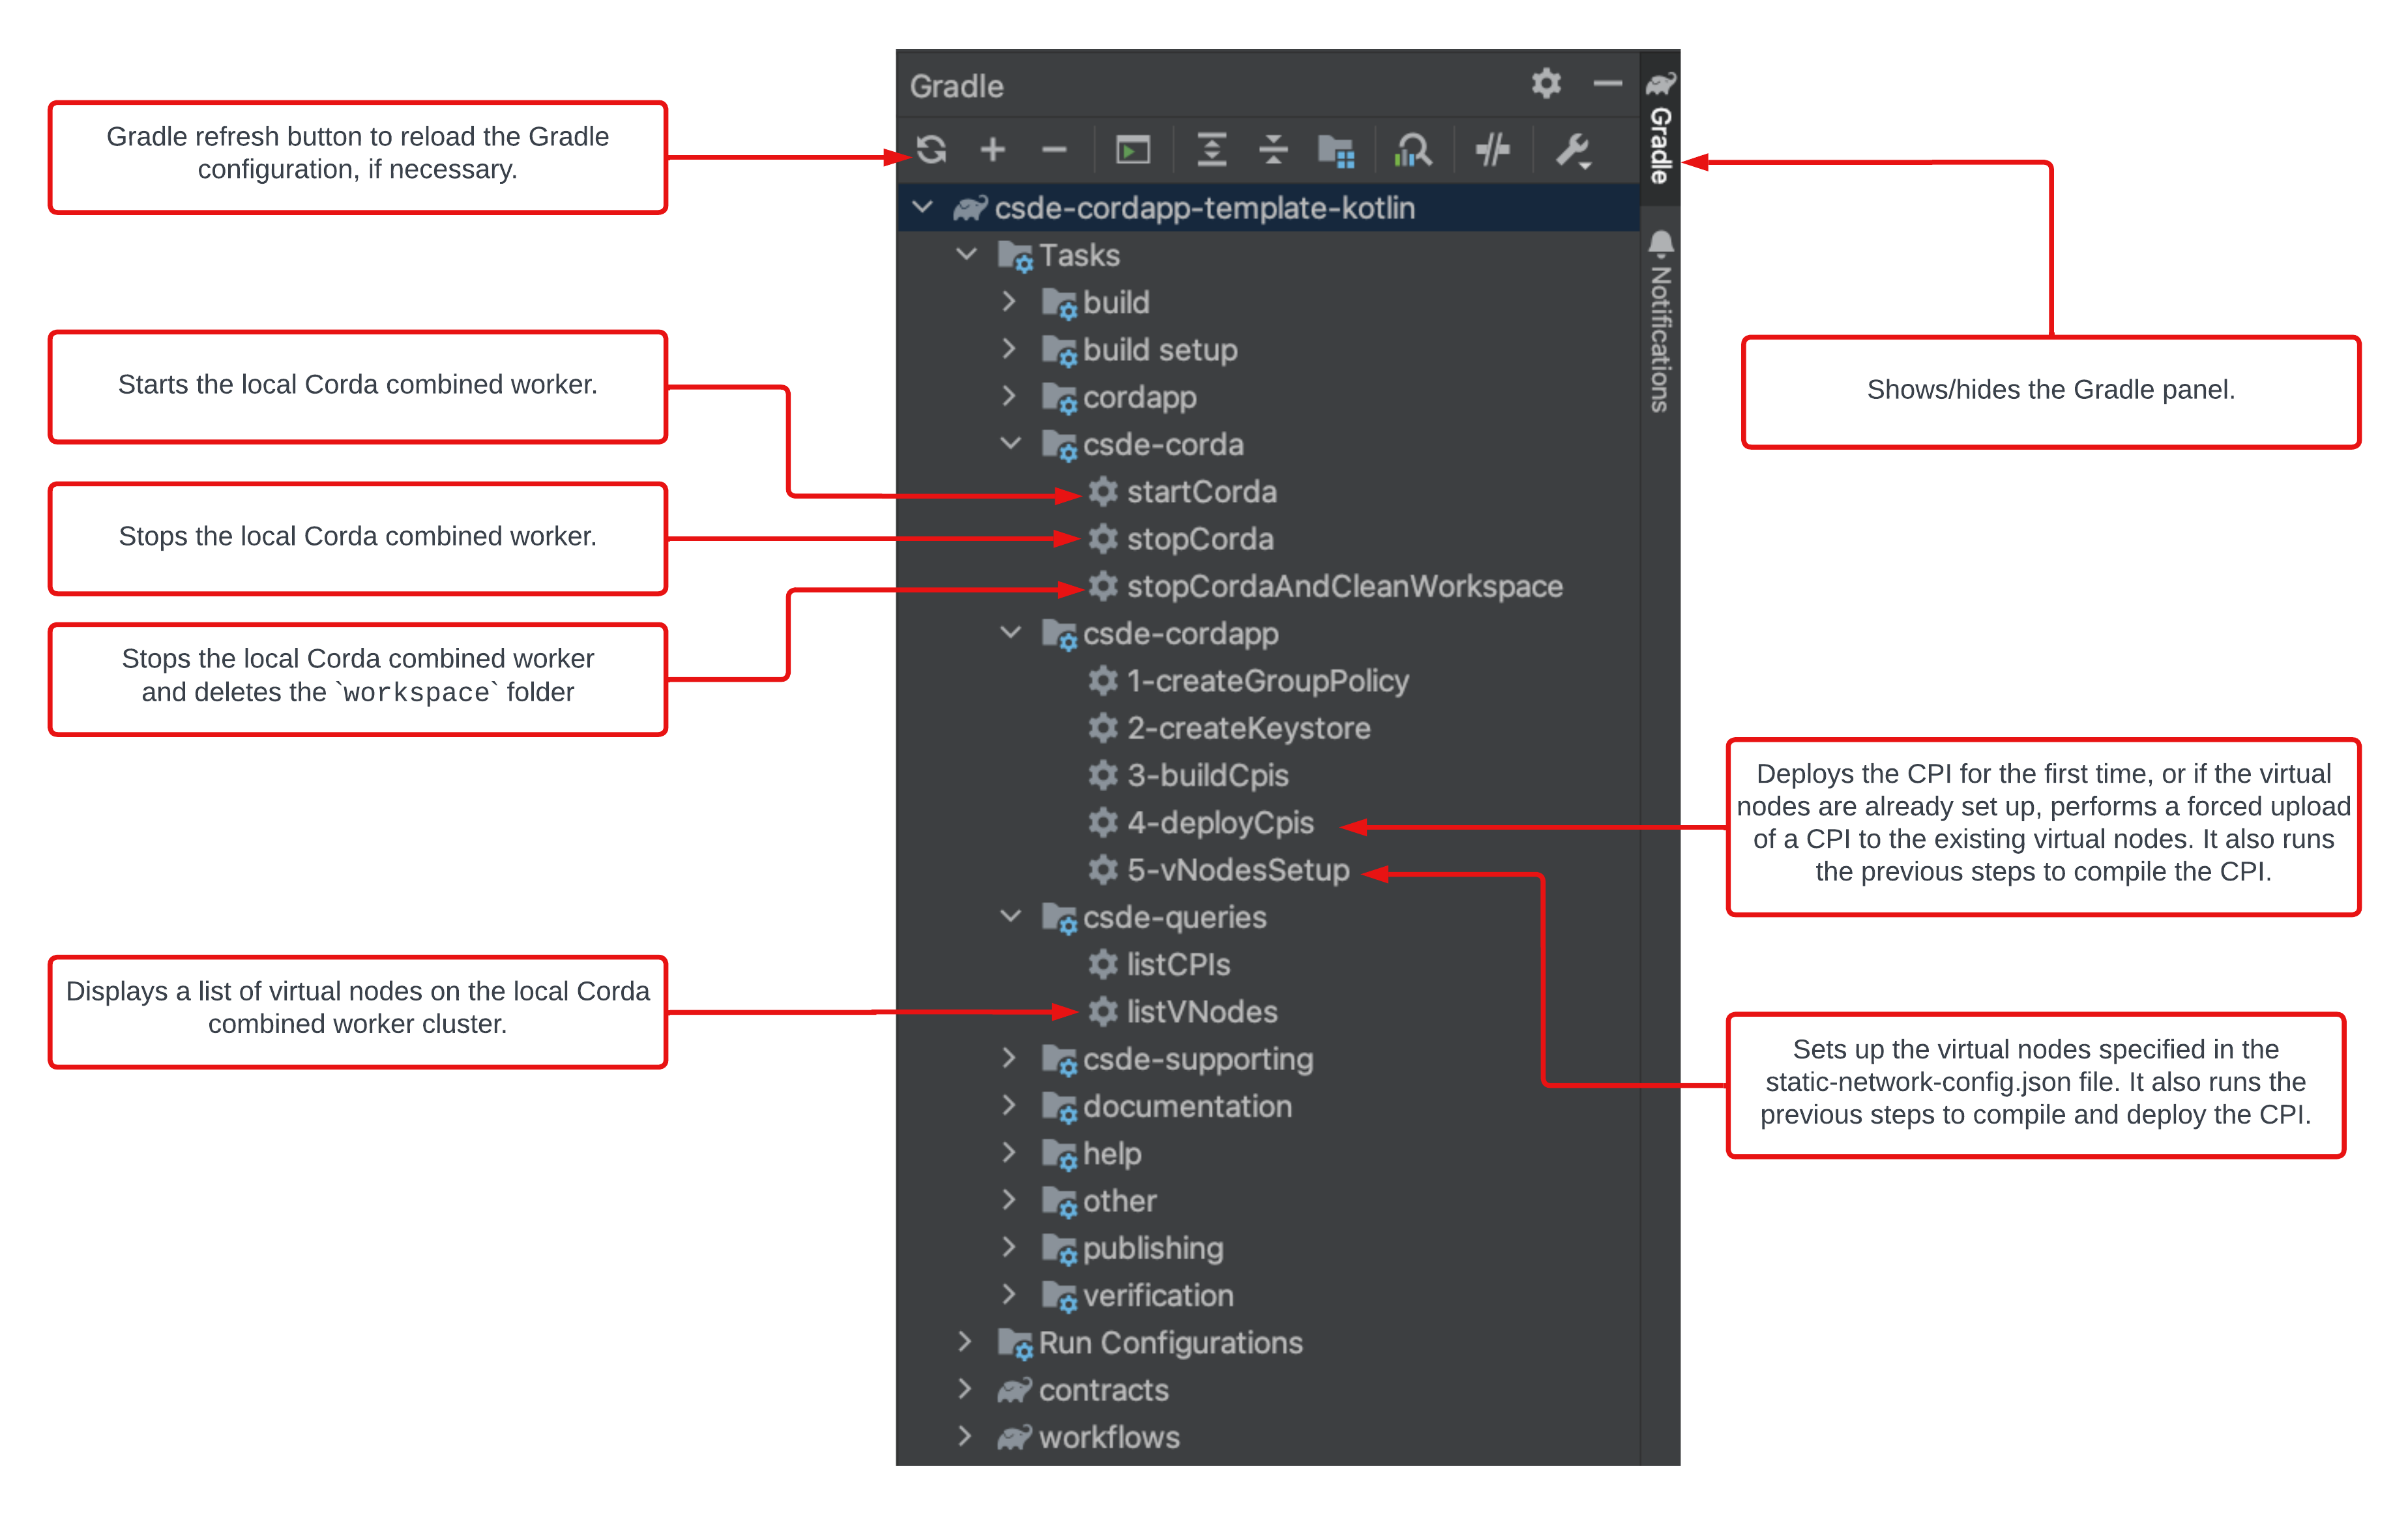 Gradle refresh button to reload the Gradle
configuration, if necessary.
Starts the local Corda combined worker.
Stops the local Corda combined worker.
Stops the local Corda combined worker
and deletes the `workspace` folder
Displays a list of virtual nodes on the local Corda
combined worker cluster.
Gradle
csde-cordapp-template-kotlin
Tasks
build
build setup
cordapp
csde-corda
startCorda
stopCorda
stopCordaAndCleanWorkspace
csde-cordapp
1-createGroupPolicy
2-createKeystore
3-buildCpis
4-deployCpis
5-vNodesSetup
csde-queries
listCPIs
listVNodes
csde-supporting
documentation
help
other
publishing
verification
Run Configurations
contracts
workflows
Gradle
Notifications
Shows/hides the Gradle panel.
Deploys the CPI for the first time, or if the virtual
nodes are already set up, performs a forced upload
of a CPI to the existing virtual nodes. It also runs
the previous steps to compile the CPI.
Sets up the virtual nodes specified in the
static-network-config.json file. It also runs the
previous steps to compile and deploy the CPI.